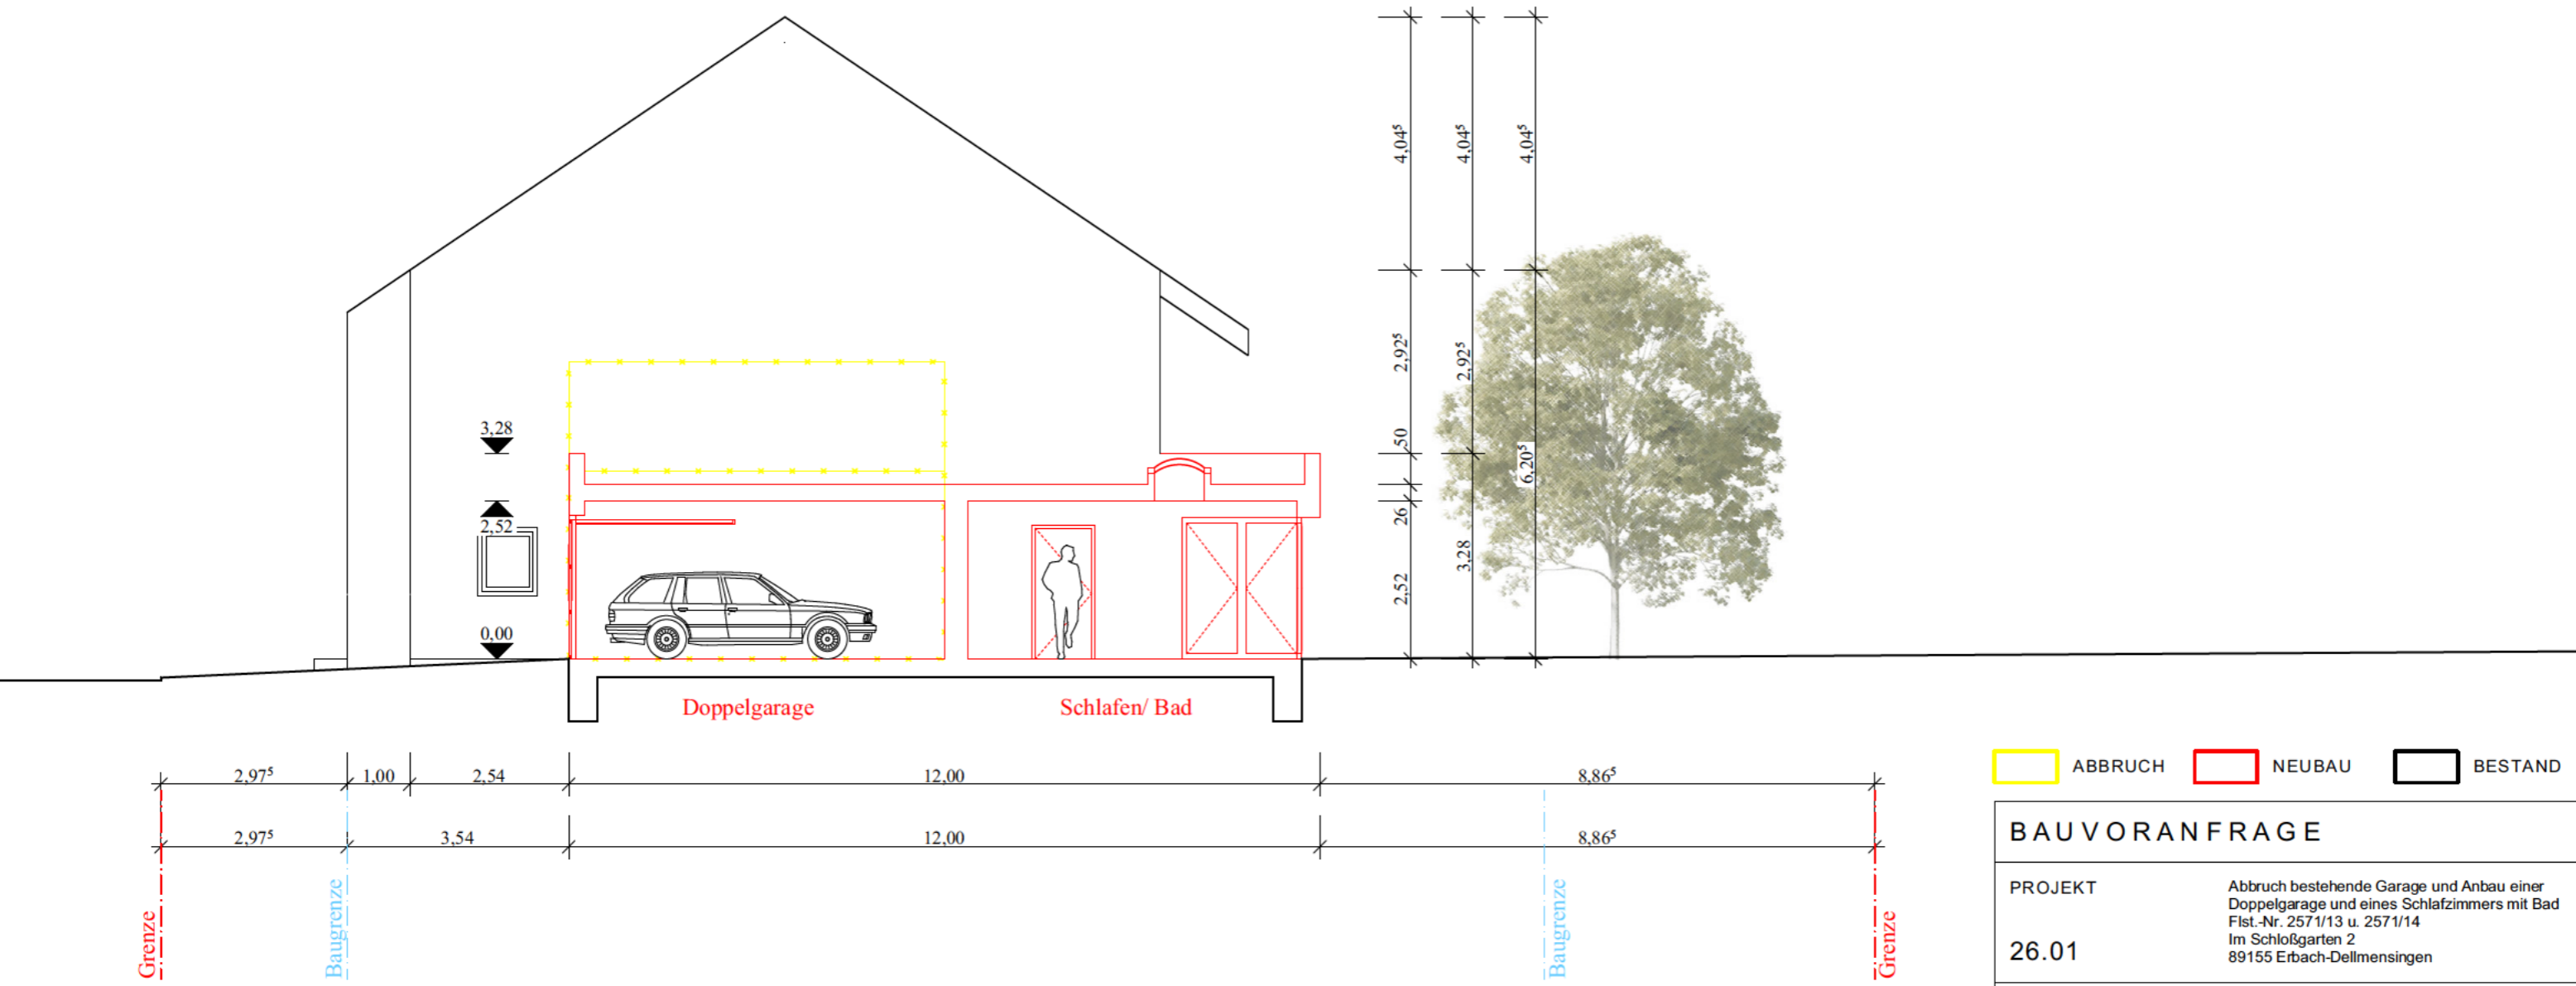 4,04⁵
4,04⁵
4,04⁵
2,92⁵
2,92⁵
50
6,20⁵
26
3,28
2,52
3,28
2,52
0,00
Doppelgarage
Schlafen/ Bad
2,97⁵
1,00
2,54
12,00
8,86⁵
2,97⁵
3,54
12,00
8,86⁵
Grenze
Baugrenze
Baugrenze
Grenze
ABBRUCH
NEUBAU
BESTAND
BAUVORANFRAGE
PROJEKT
26.01
Abbruch bestehende Garage und Anbau einer
Doppelgarage und eines Schlafzimmers mit Bad
Flst.-Nr. 2571/13 u. 2571/14
Im Schloßgarten 2
89155 Erbach-Dellmensingen